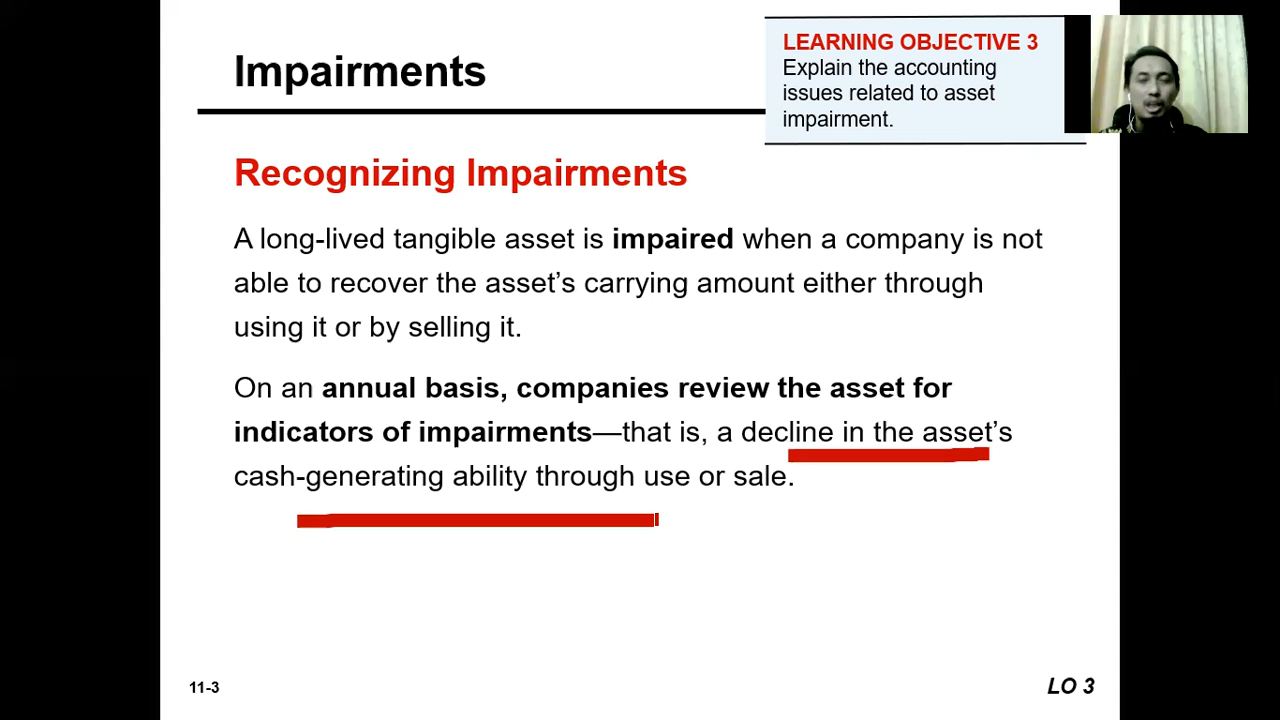 Impairments
LEARNING OBJECTIVE 3
Explain the accounting
issues related to asset
impairment.
Recognizing Impairments
A long-lived tangible asset is impaired when a company is not
able to recover the asset’s carrying amount either through
using it or by selling it.
On an annual basis, companies review the asset for
indicators of impairments—that is, a decline in the asset’s
cash-generating ability through use or sale.
11-3
LO 3